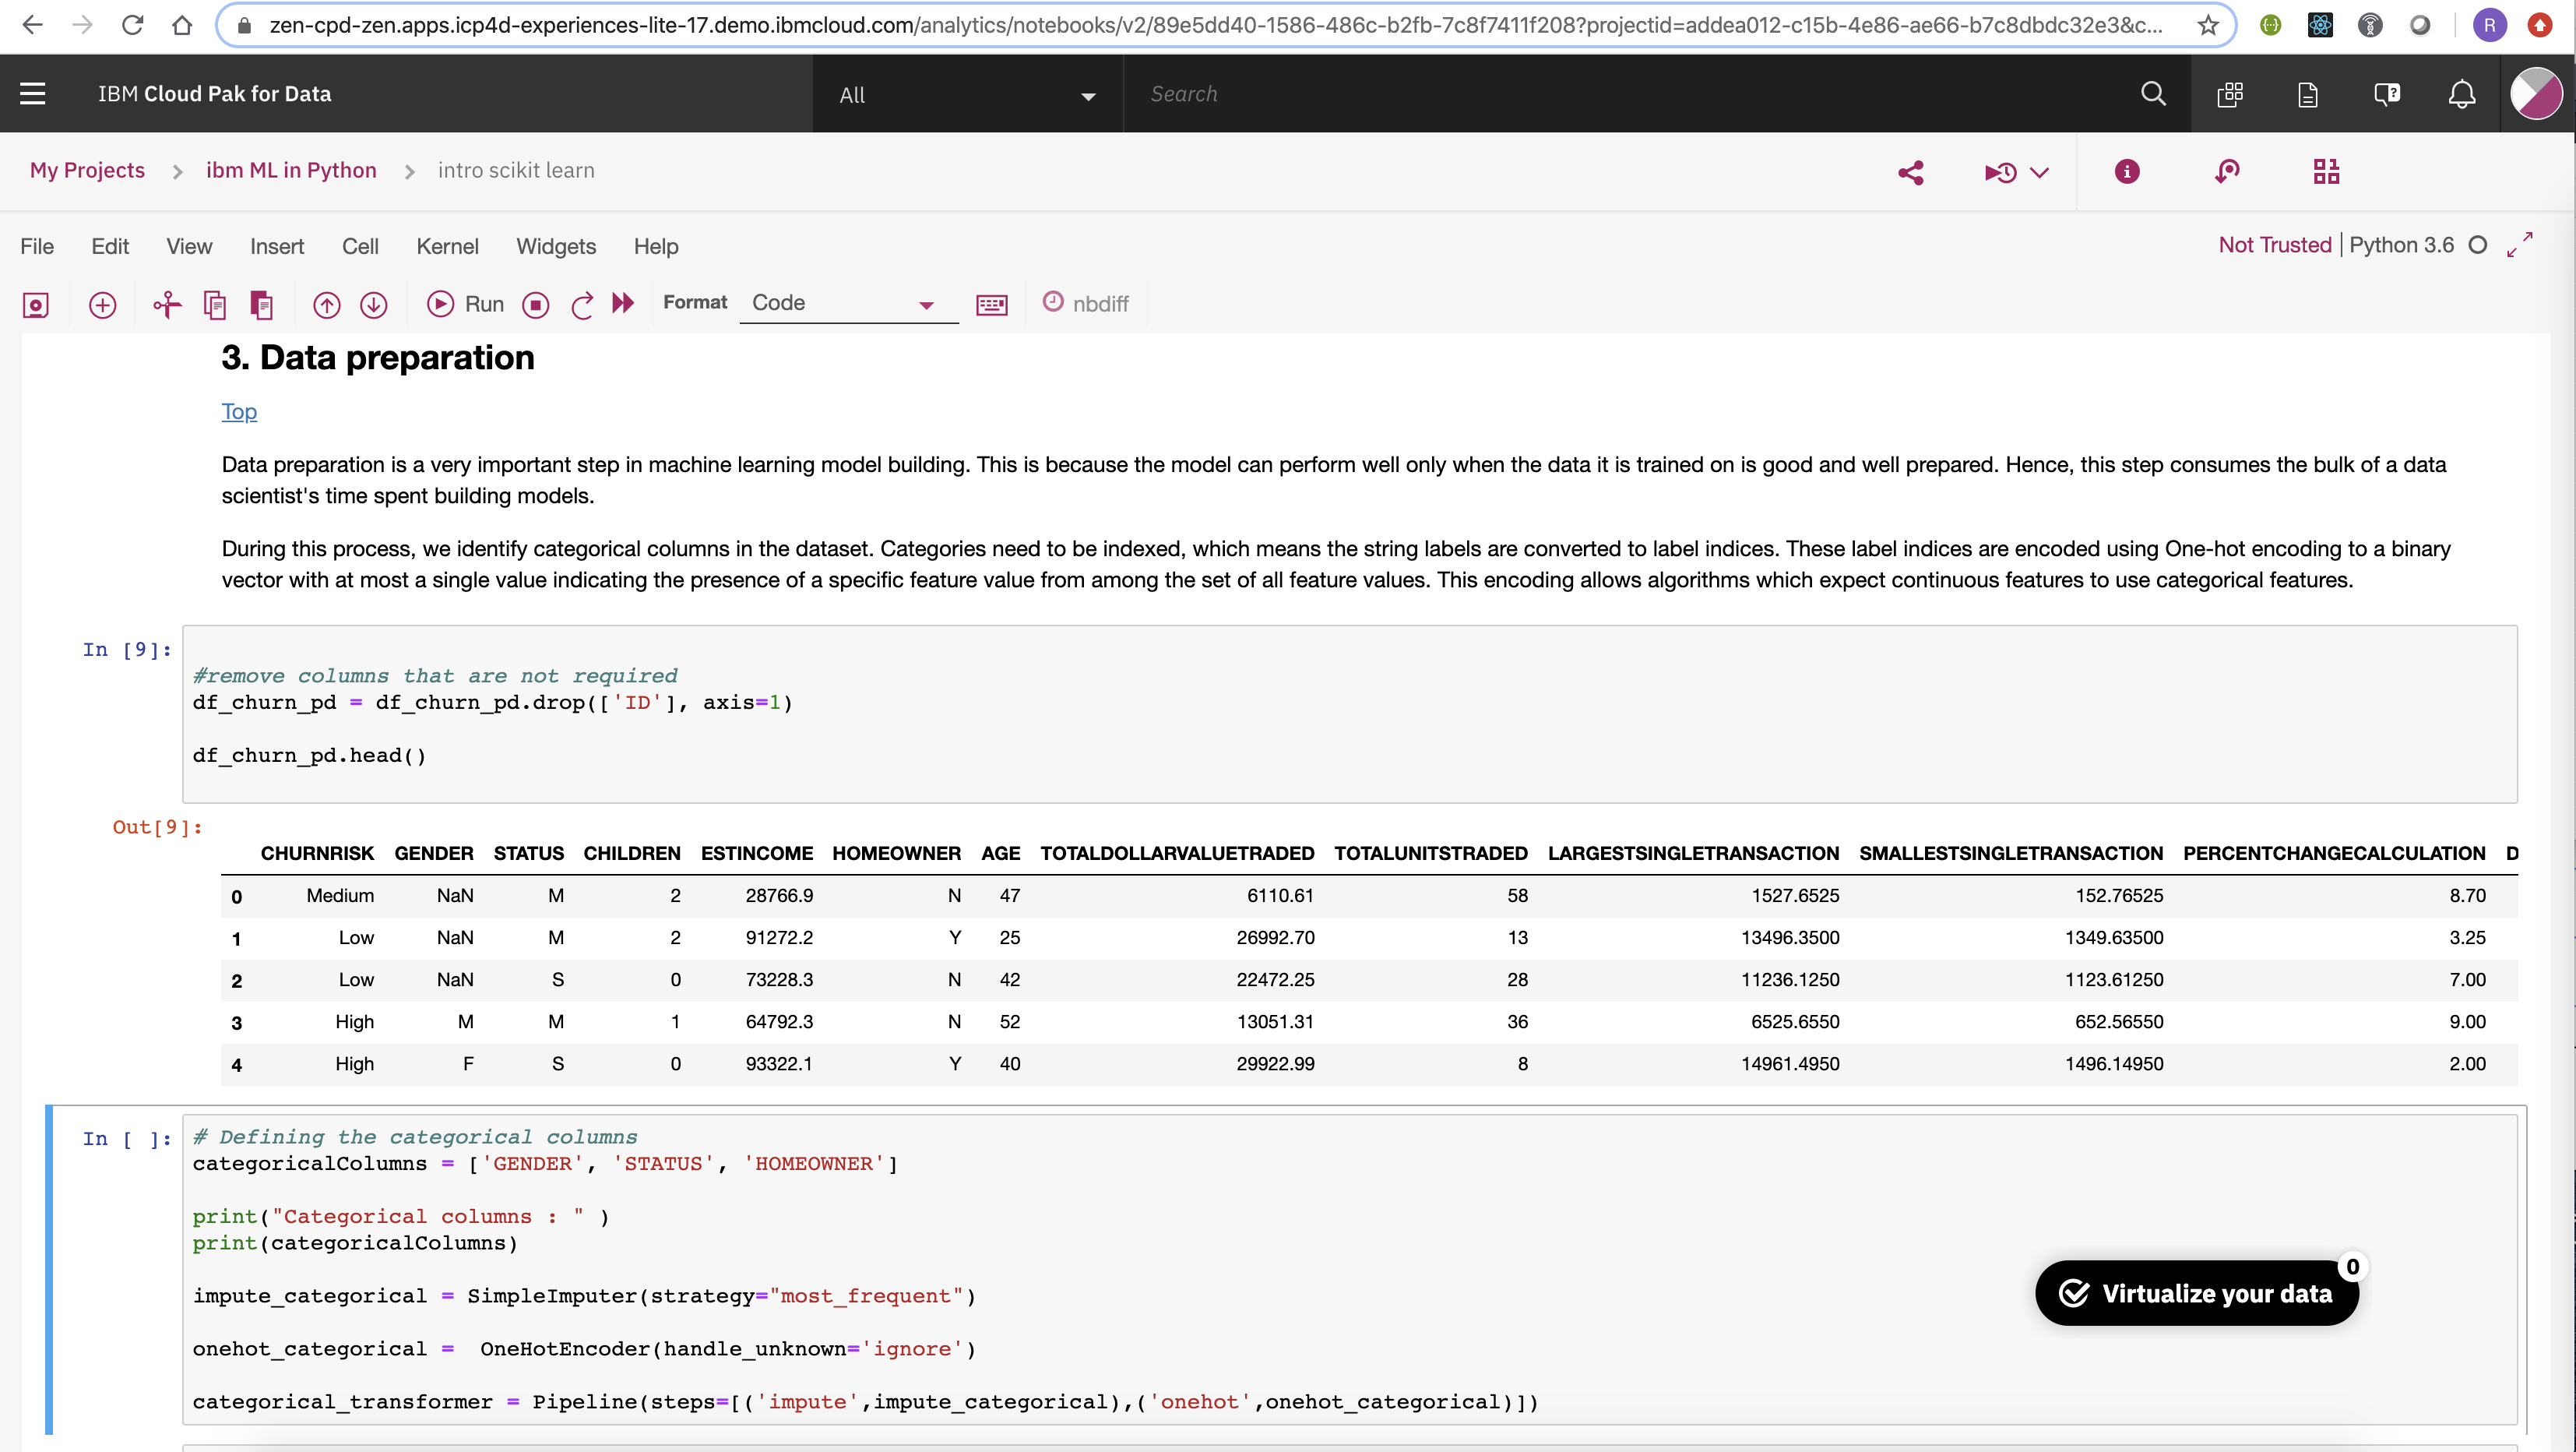 zen-cpd-zen.apps.icp4d-experiences-lite-17.demo.ibmcloud.com/analytics/notebooks/v2/89e5dd40-1586-486c-b2fb-7c8f7411f208?projectid=addea012-c15b-4e86-ae66-b7c8dbdc32e3&c...
R
IBM Cloud Pak for Data
All
Search
My Projects > ibm ML in Python > intro scikit learn
File Edit View Insert Cell Kernel Widgets Help
Not Trusted | Python 3.6
Run
Format Code
nbdiff
3. Data preparation
Top
Data preparation is a very important step in machine learning model building. This is because the model can perform well only when the data it is trained on is good and well prepared. Hence, this step consumes the bulk of a data
scientist's time spent building models.
During this process, we identify categorical columns in the dataset. Categories need to be indexed, which means the string labels are converted to label indices. These label indices are encoded using One-hot encoding to a binary
vector with at most a single value indicating the presence of a specific feature value from among the set of all feature values. This encoding allows algorithms which expect continuous features to use categorical features.
In [9]:
#remove columns that are not required
df_churn_pd = df_churn_pd.drop(['ID'], axis=1)
df_churn_pd.head()
Out[9]:
CHURNRISK GENDER STATUS CHILDREN ESTINCOME HOMEOWNER AGE TOTALDOLLARVALUETRADED TOTALUNITSTRADED LARGESTSINGLETRANSACTION SMALLESTSINGLETRANSACTION PERCENTCHANGECALCULATION D
0 Medium NaN M 2 28766.9 N 47 6110.61 58 1527.6525 152.76525 8.70
1 Low NaN M 2 91272.2 Y 25 26992.70 13 13496.3500 1349.63500 3.25
2 Low NaN S 0 73228.3 N 42 22472.25 28 11236.1250 1123.61250 7.00
3 High M M 1 64792.3 N 52 13051.31 36 6525.6550 652.56550 9.00
4 High F S 0 93322.1 Y 40 29922.99 8 14961.4950 1496.14950 2.00
In [ ]:
# Defining the categorical columns
categoricalColumns = ['GENDER', 'STATUS', 'HOMEOWNER']
print("Categorical columns : " )
print(categoricalColumns)
impute_categorical = SimpleImputer(strategy="most_frequent")
onehot_categorical =  OneHotEncoder(handle_unknown='ignore')
categorical_transformer = Pipeline(steps=[('impute',impute_categorical),('onehot',onehot_categorical)])
0
Virtualize your data